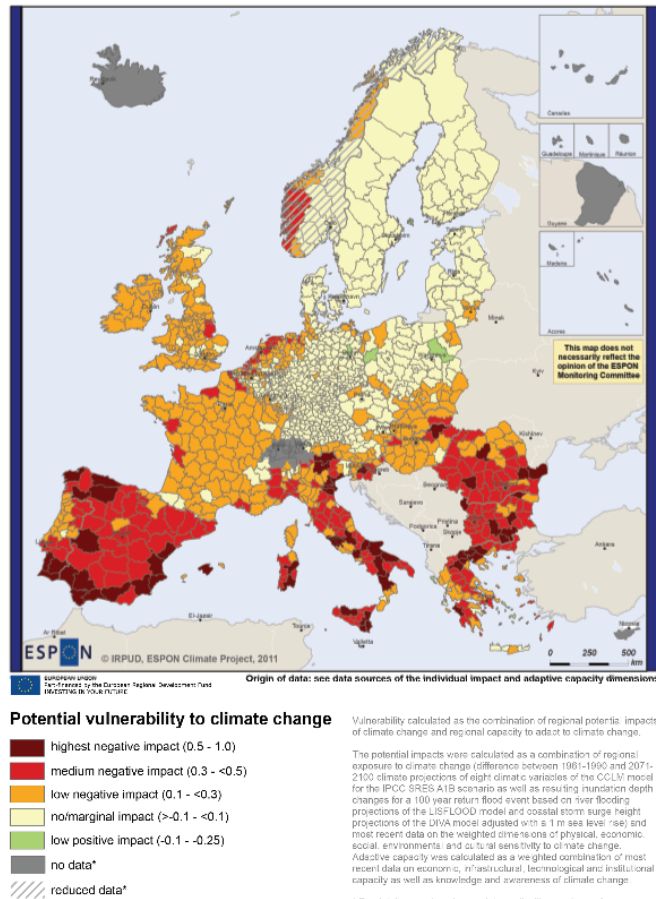 Reykjavik
Canarias
Guadeloupe Martinique Réunion
Guyane
Madeira
Acores
This map does not
necessarily reflect the
opinion of the ESPON
Monitoring Committee
Minsk
Kyiv
Kishinev
Beograd
Sarajevo
Podgorica
Pristina
Skopje
Tirana
Ankara
Ar Ribat
El-Jazair
Tounis
Valletta
Nicosia
ESPON
© IRPUD, ESPON Climate Project, 2011
0 250 500
km
EUROPEAN UNION
Part-financed by the European Regional Development Fund
INVESTING IN YOUR FUTURE
Origin of data: see data sources of the individual impact and adaptive capacity dimensions
Potential vulnerability to climate change
highest negative impact (0.5 - 1.0)
medium negative impact (0.3 - <0.5)
low negative impact (0.1 - <0.3)
no/marginal impact (>-0.1 - <0.1)
low positive impact (-0.1 - -0.25)
no data*
reduced data*
Vulnerability calculated as the combination of regional potential impacts
of climate change and regional capacity to adapt to climate change.
The potential impacts were calculated as a combination of regional
exposure to climate change (difference between 1961-1990 and 2071-
2100 climate projections of eight climatic variables of the CCLM model
for the IPCC SRES A1B scenario as well as resulting inundation depth
changes for a 100 year return flood event based on river flooding
projections of the LISFLOOD model and coastal storm surge height
projections of the DIVA model adjusted with a 1 m sea level rise) and
most recent data on the weighted dimensions of physical, economic,
social, environmental and cultural sensitivity to climate change.
Adaptive capacity was calculated as a weighted combination of most
recent data on economic, infrastructural, technological and institutional
capacity as well as knowledge and awareness of climate change